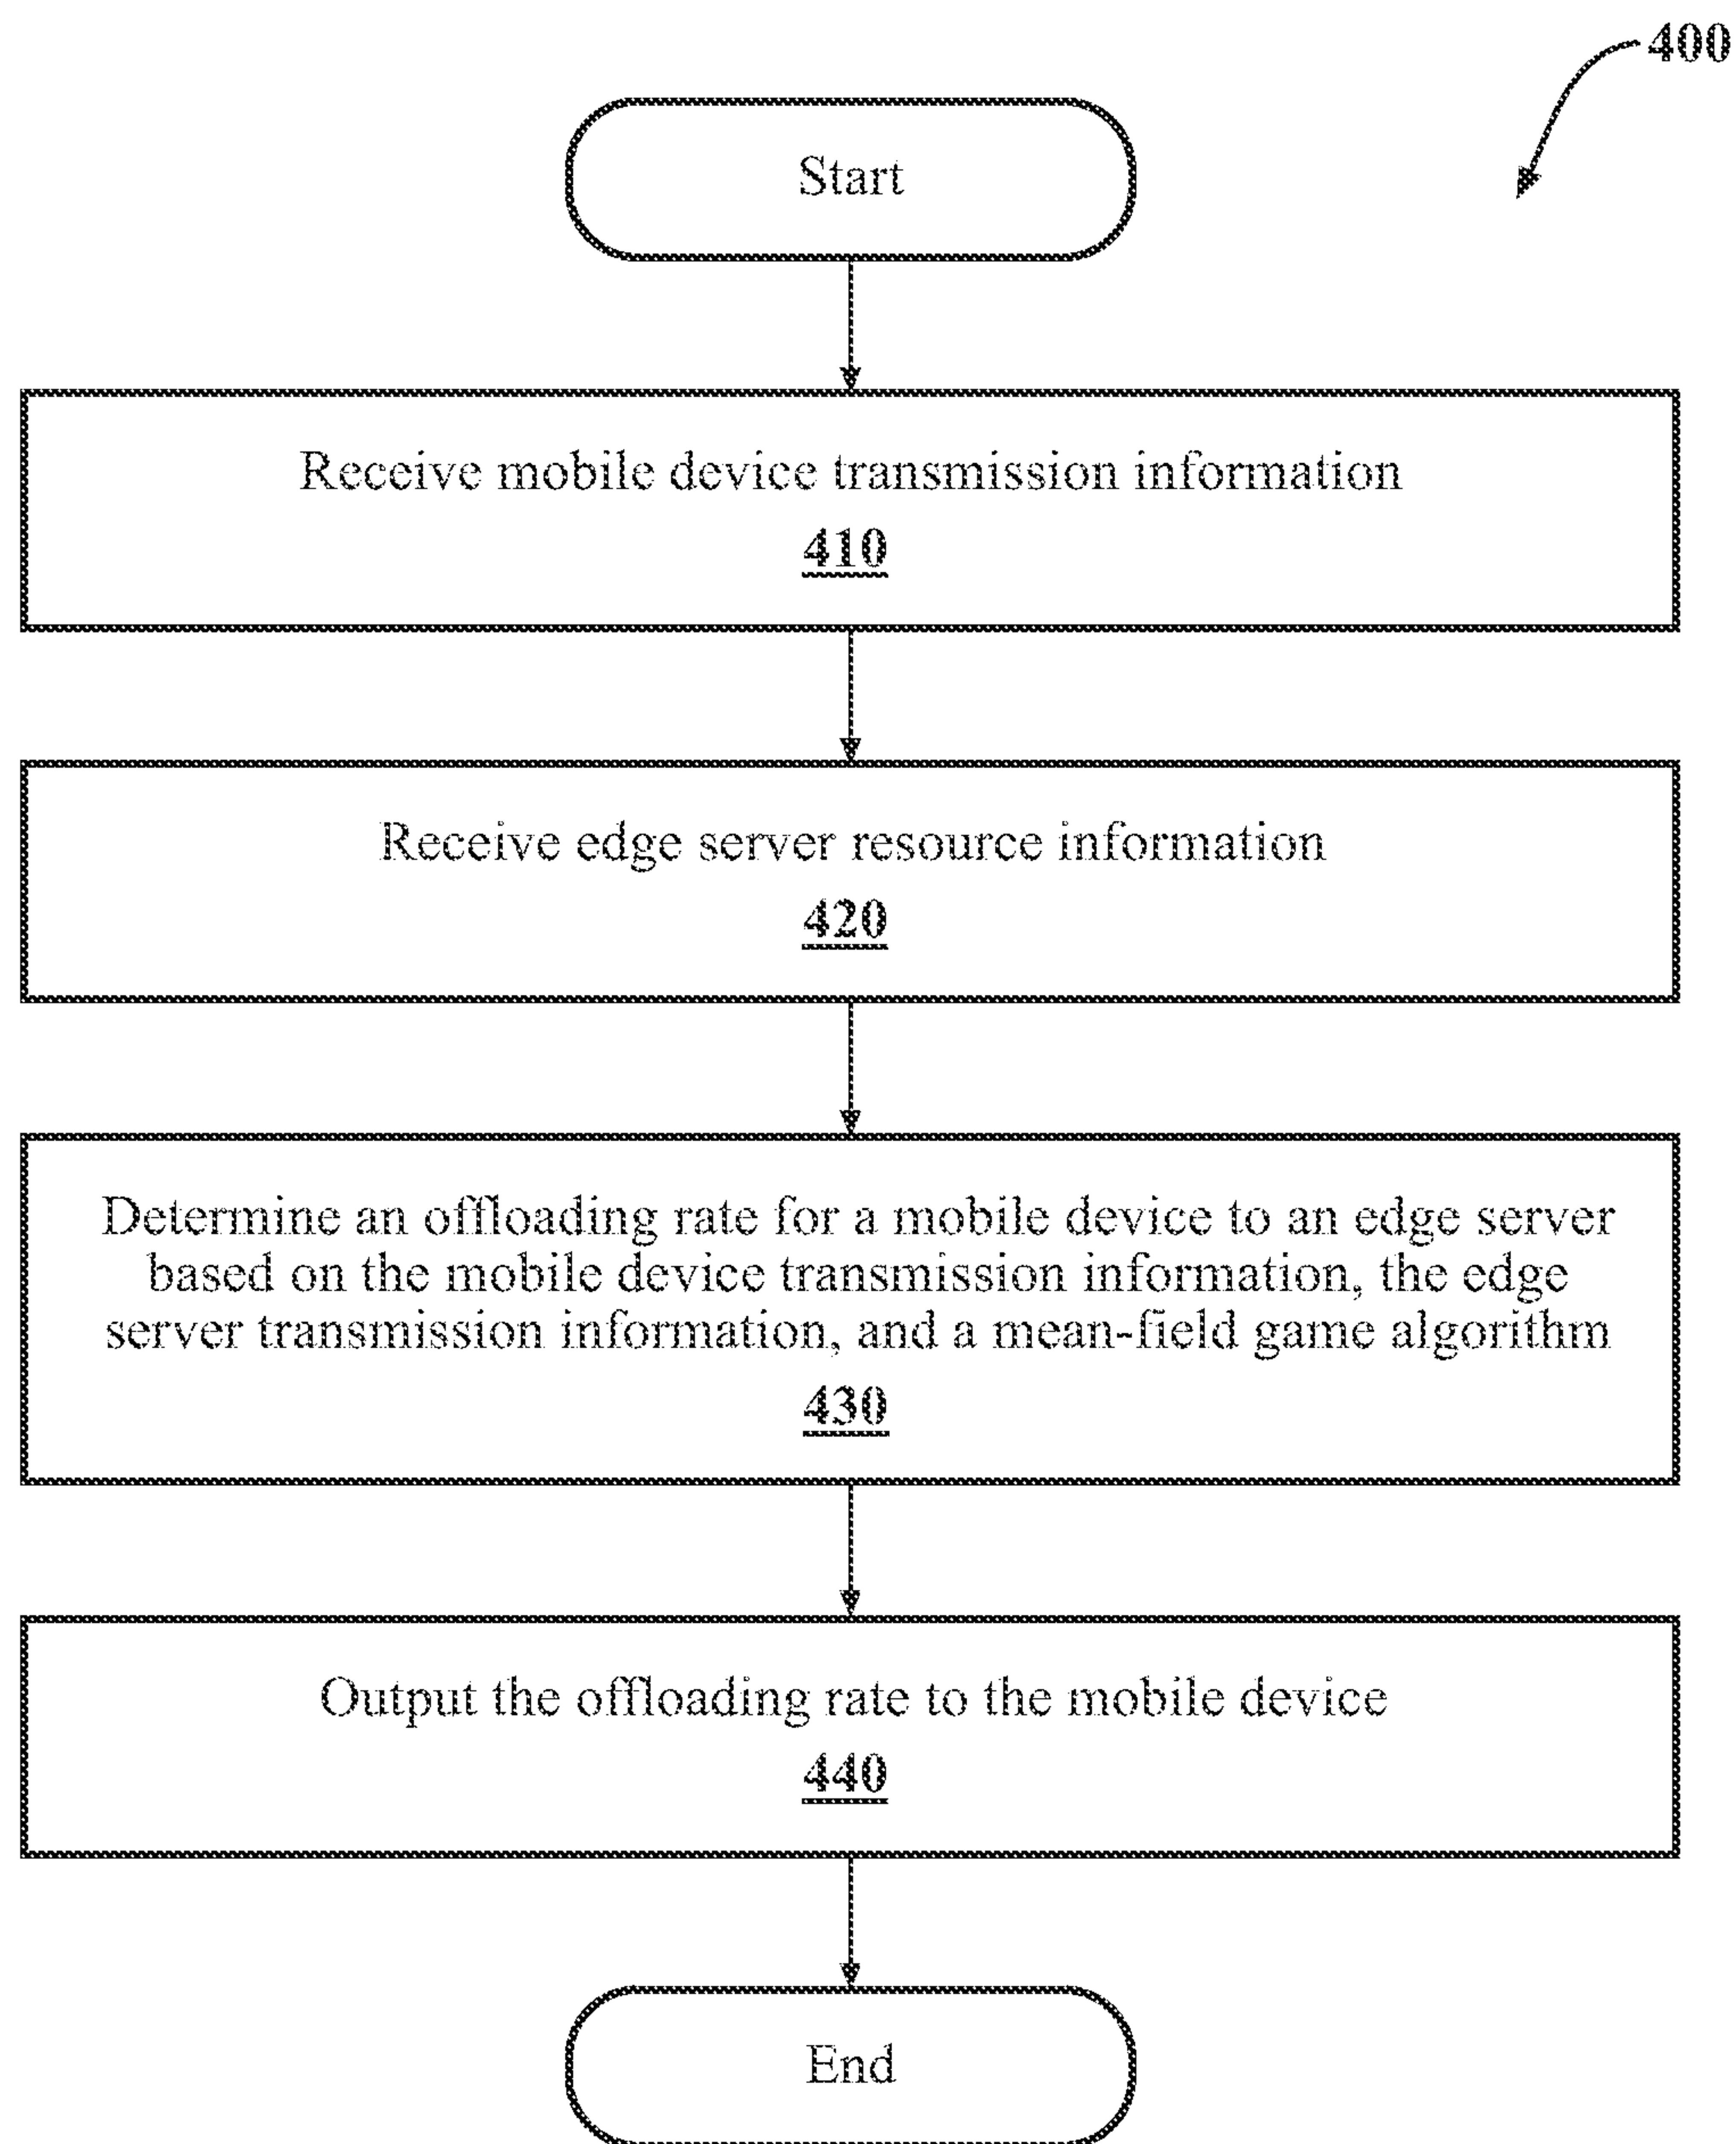 400
Start
Receive mobile device transmission information
410
Receive edge server resource information
420
Determine an offloading rate for a mobile device to an edge server
based on the mobile device transmission information, the edge
server transmission information, and a mean-field game algorithm
430
Output the offloading rate to the mobile device
440
End